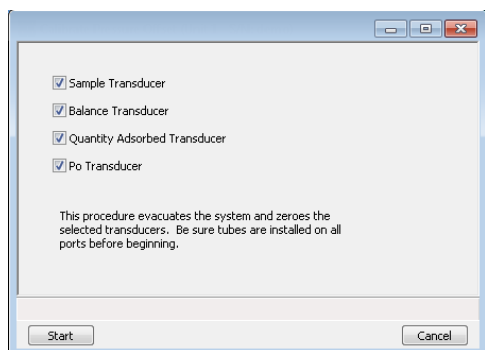 Sample Transducer
Balance Transducer
Quantity Adsorbed Transducer
Po Transducer
This procedure evacuates the system and zeroes the
selected transducers. Be sure tubes are installed on all
ports before beginning.
Start
Cancel